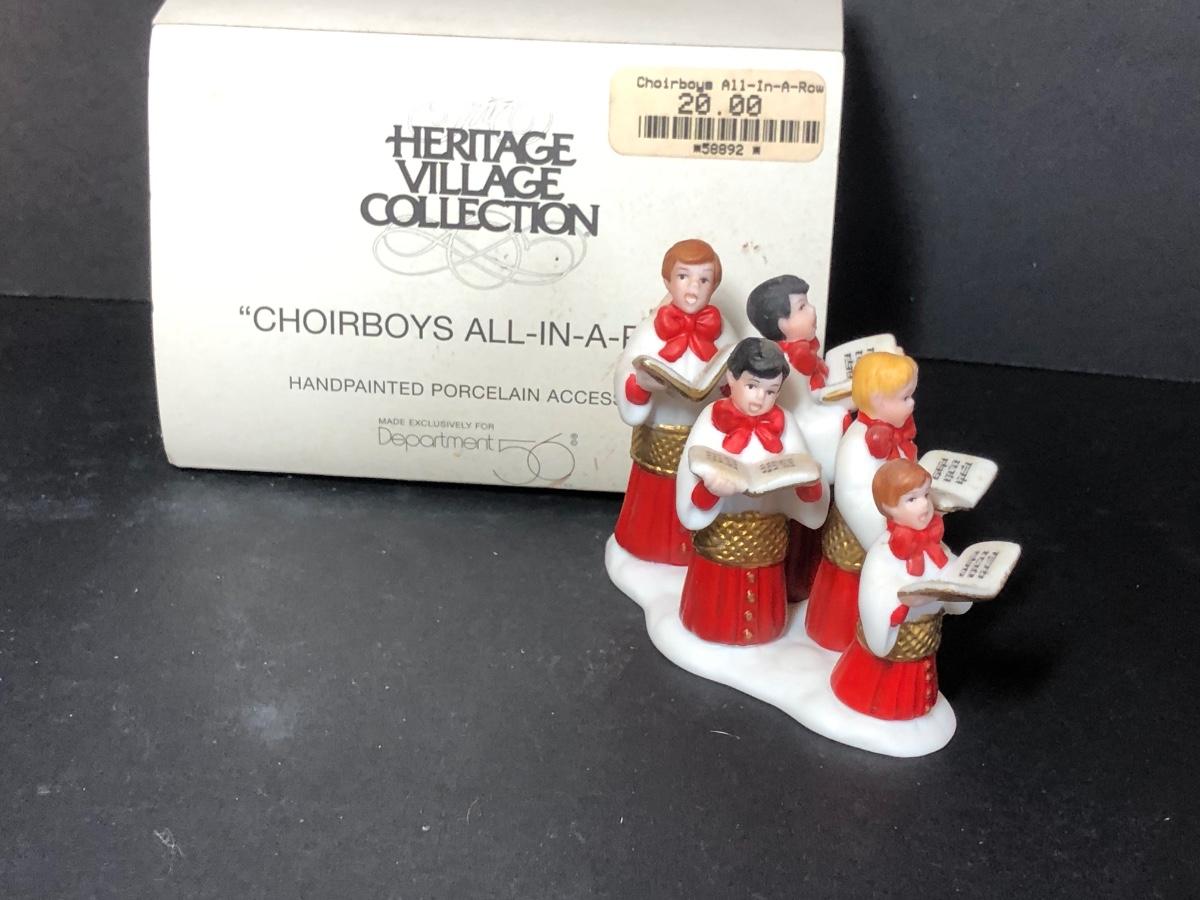 Choirboys All-In-A-Row
20.00
*58892 *
HERITAGE
VILLAGE
COLLECTION
“CHOIRBOYS ALL-IN-A-
HANDPAINTED PORCELAIN ACCESS
MADE EXCLUSIVELY FOR
Department 56®